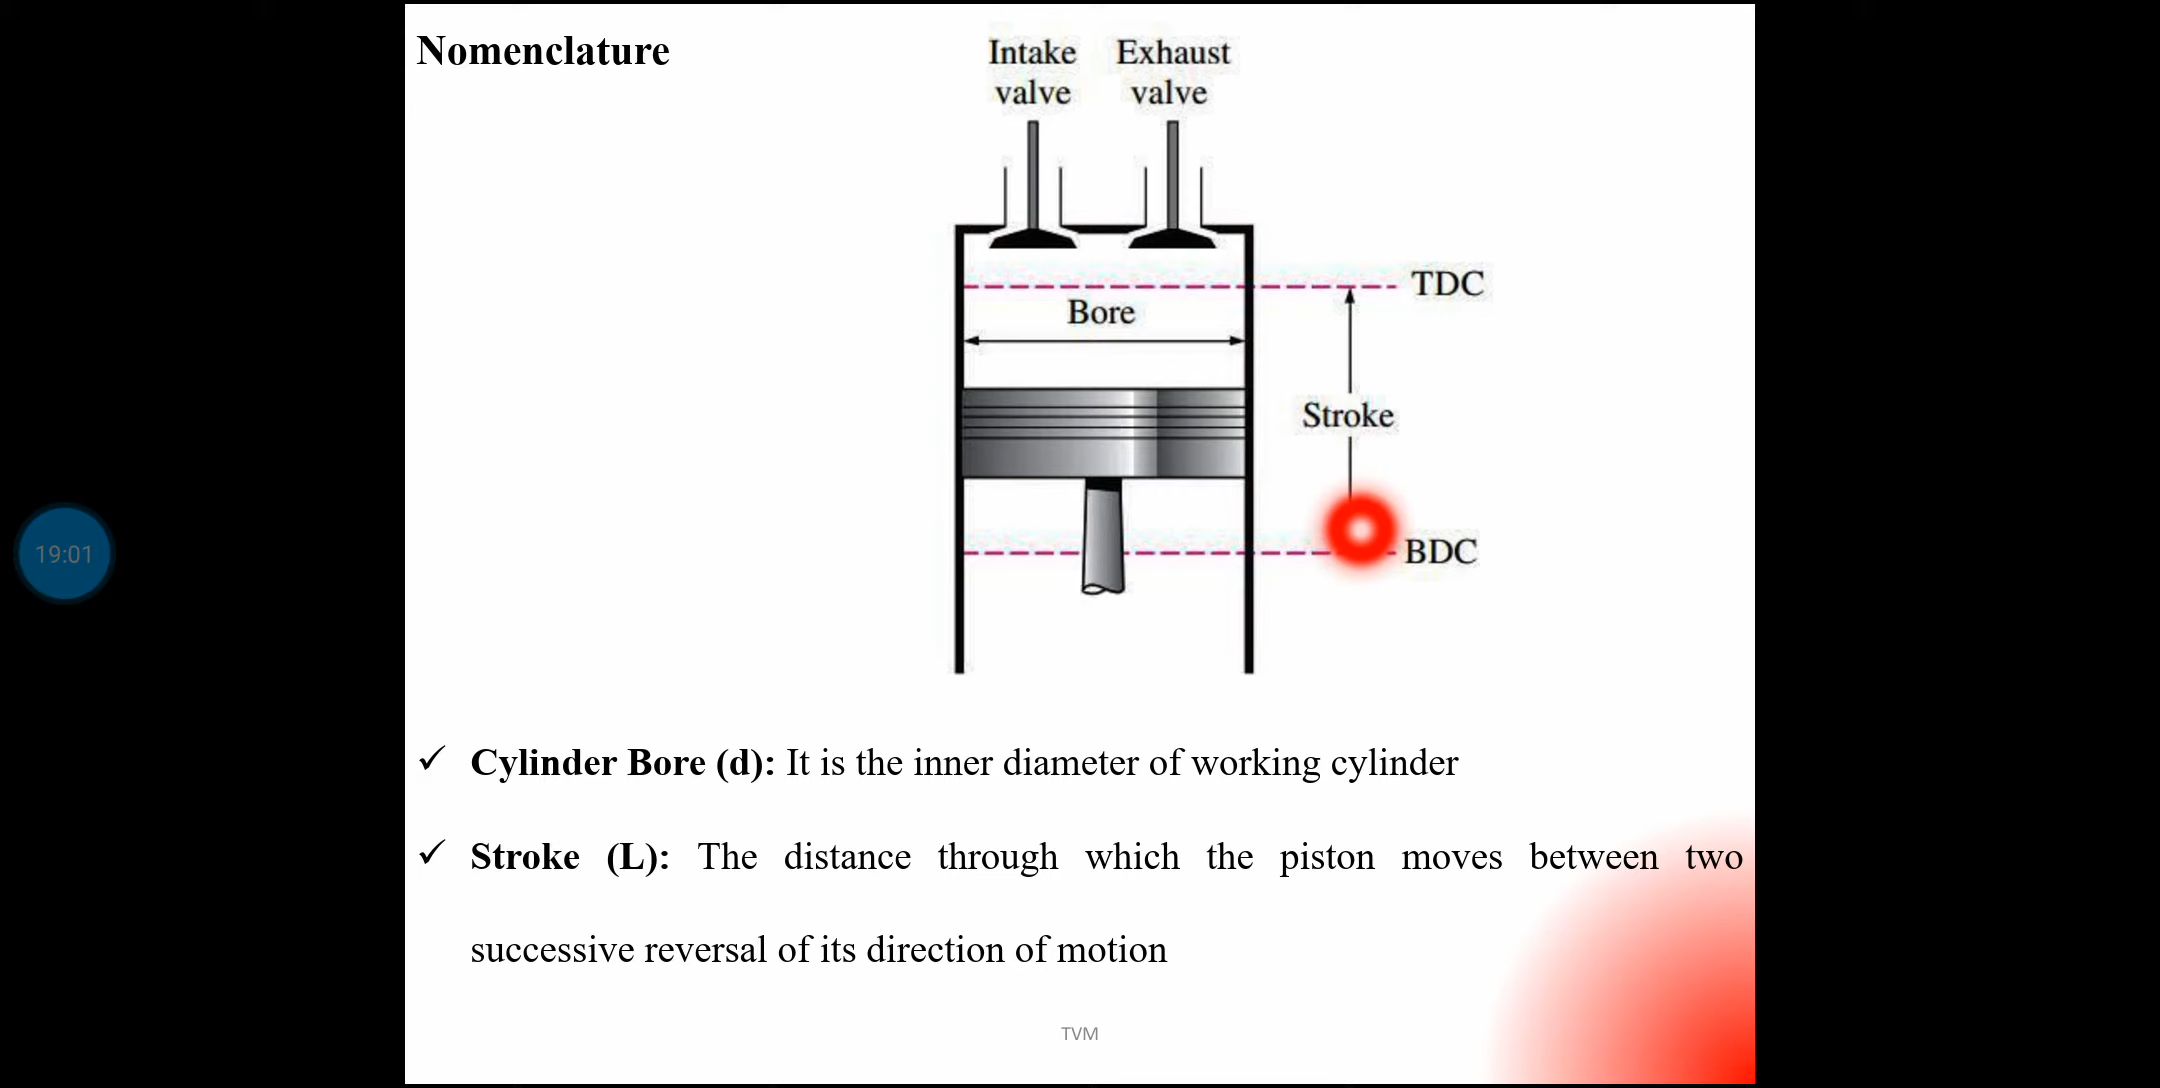 Nomenclature
Intake Exhaust
valve valve
TDC
Bore
Stroke
BDC
19:01
✓ Cylinder Bore (d): It is the inner diameter of working cylinder
✓ Stroke (L): The distance through which the piston moves between two
successive reversal of its direction of motion
TVM